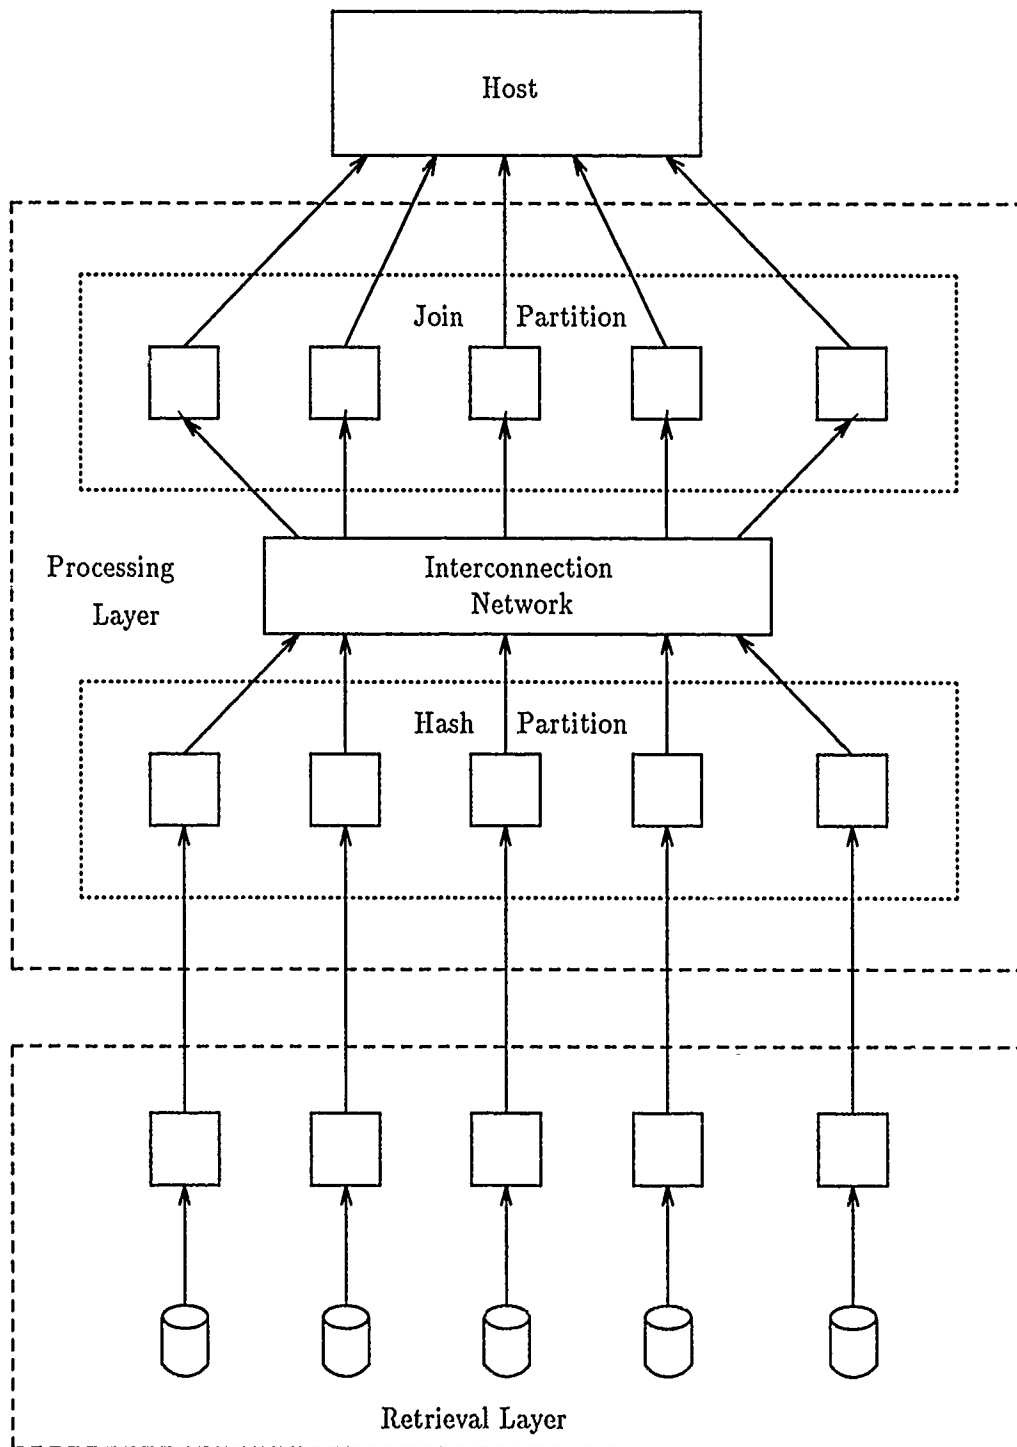 Host
Join Partition
Processing
Layer
Interconnection
Network
Hash Partition
Retrieval Layer